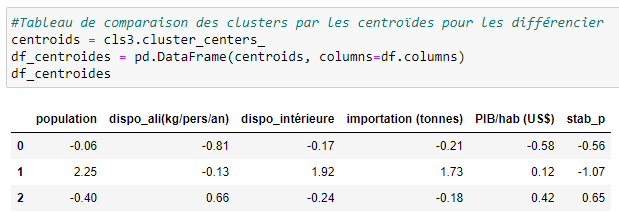 #Tableau de comparaison des clusters par les centroïdes pour les différencier
centroids = cls3.cluster_centers_
df_centroides = pd.DataFrame(centroids, columns=df.columns)
df_centroides
population dispo_ali(kg/pers/an) dispo_intérieure importation (tonnes) PIB/hab (US$) stab_p
0 -0.06 -0.81 -0.17 -0.21 -0.58 -0.56
1 2.25 -0.13 1.92 1.73 0.12 -1.07
2 -0.40 0.66 -0.24 -0.18 0.42 0.65